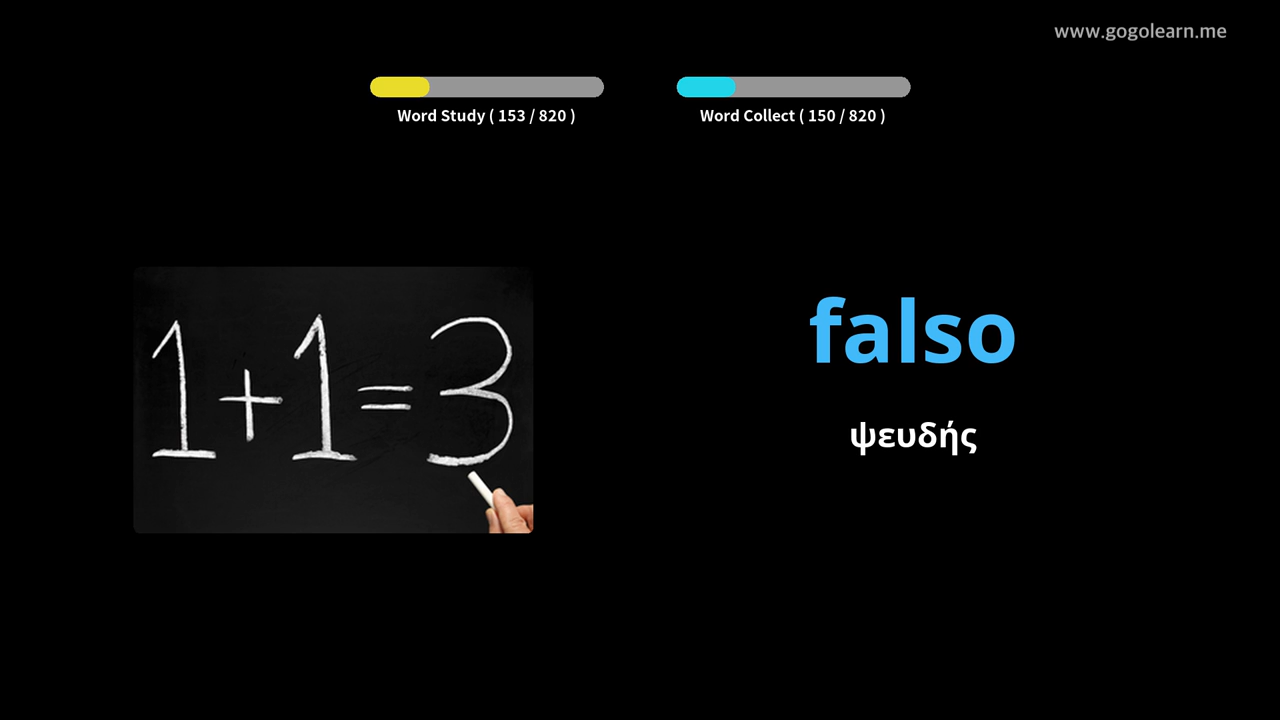 www.gogolearn.me
Word Study ( 153 / 820 )
Word Collect ( 150 / 820 )
1+1=3
falso
ψευδής